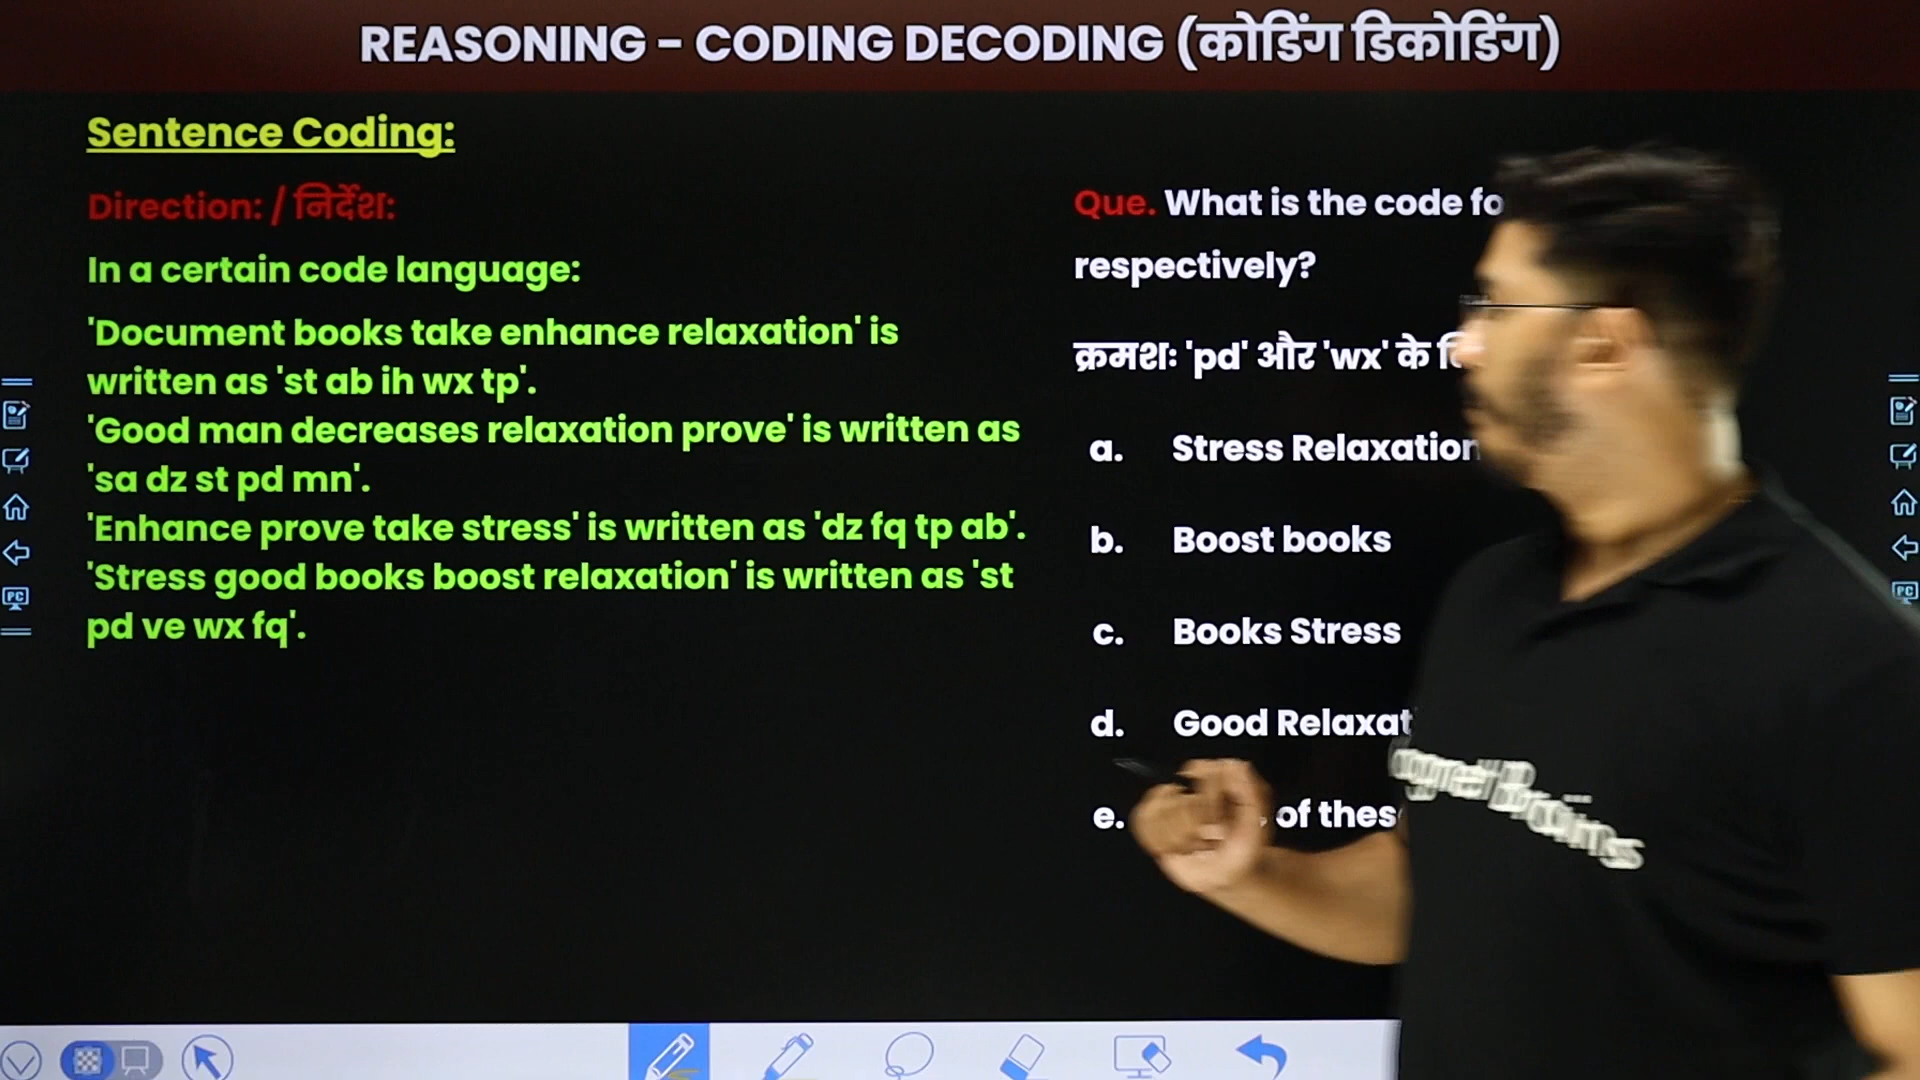 REASONING - CODING DECODING (कोडिंग डिकोडिंग)
Sentence Coding:
Direction: / निर्देश:
In a certain code language:
'Document books take enhance relaxation' is
written as 'st ab ih wx tp'.
'Good man decreases relaxation prove' is written as
'sa dz st pd mn'.
'Enhance prove take stress' is written as 'dz fq tp ab'.
'Stress good books boost relaxation' is written as 'st
pd ve wx fq'.
Que. What is the code
respectively?
क्रमशः 'pd' और 'wx' के
a. Stress Relaxation
b. Boost books
c. Books Stress
d. Good
e. of
PC
PC